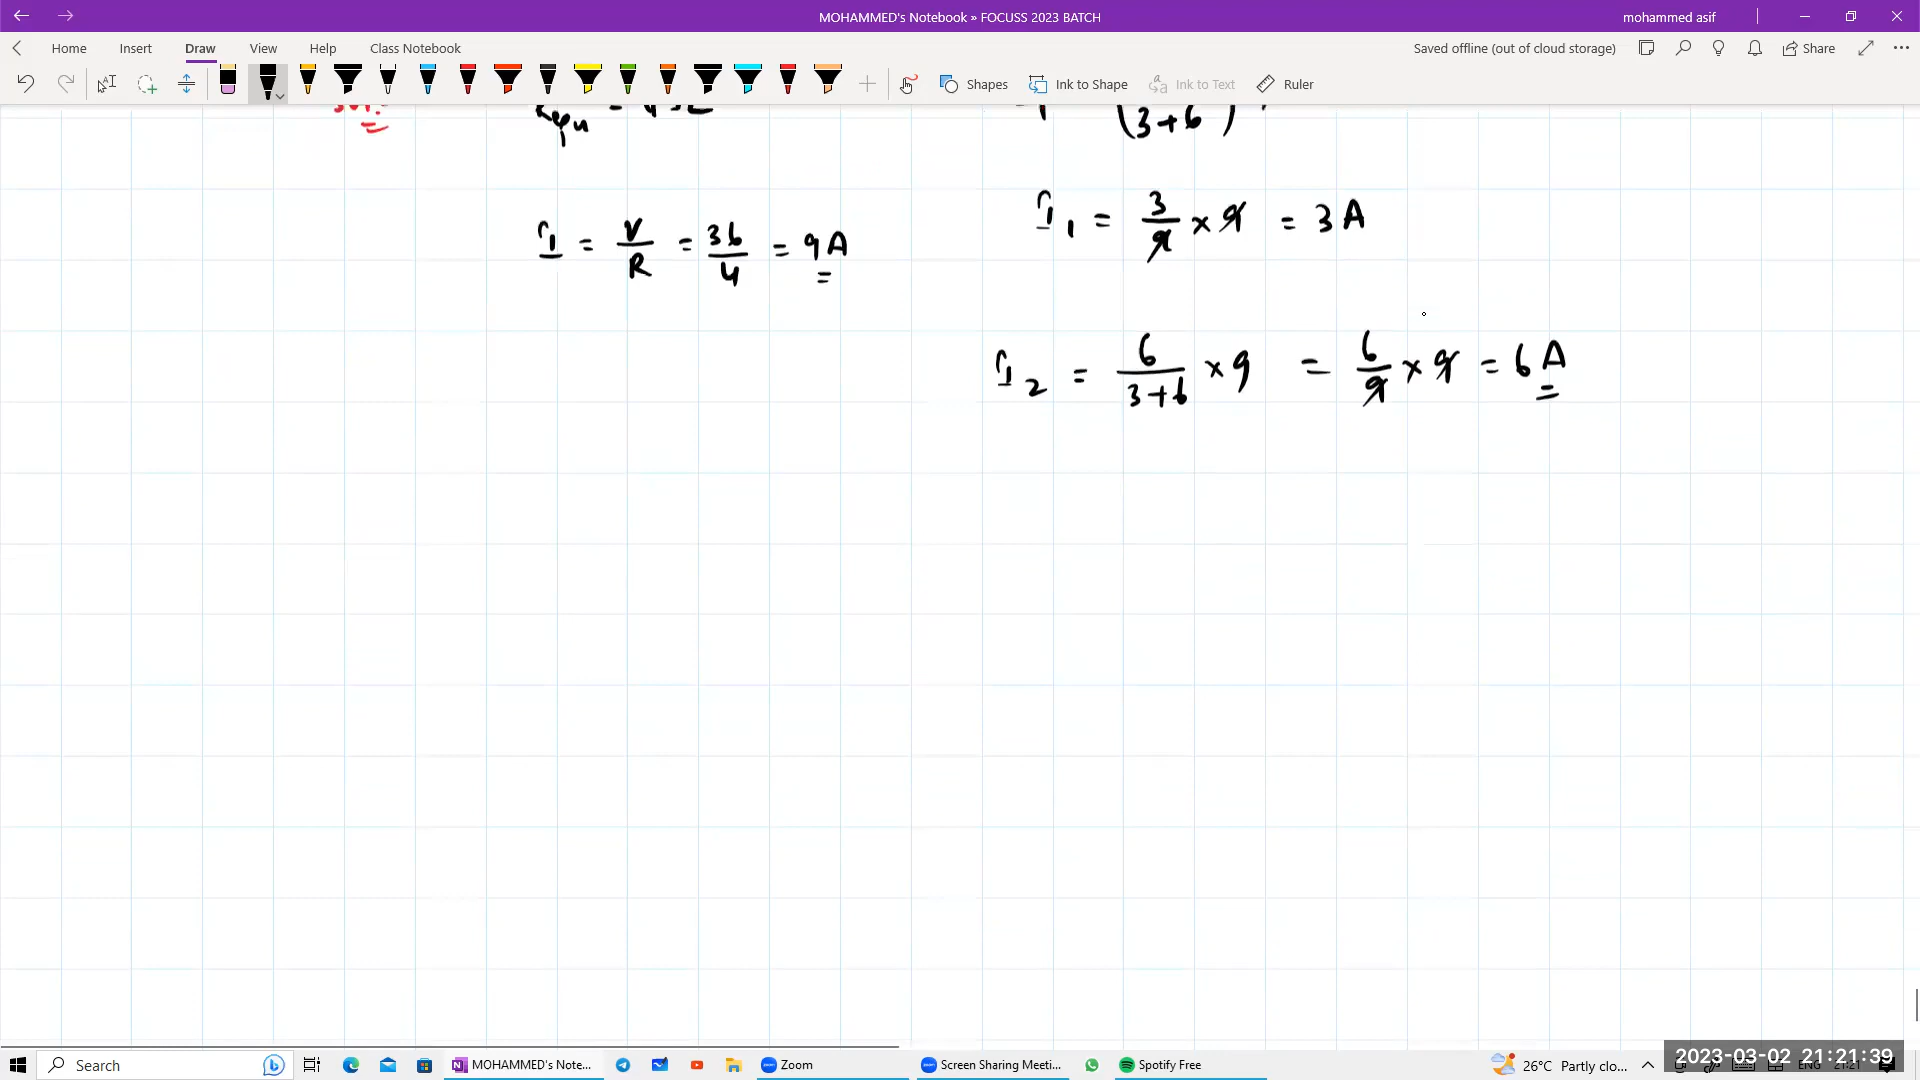 MOHAMMED's Notebook » FOCUSS 2023 BATCH
mohammed asif
Home Insert Draw View Help Class Notebook
Saved offline (out of cloud storage)
Share
Shapes
Ink to Shape
Ink to Text
Ruler
(3+6)
I = V/R = 36/4 = 9A
I1 = 3/9 × 9 = 3A
I2 = 6/3+6 × 9 = 6/9 × 9 = 6A
Search
MOHAMMED's Note...
Zoom
Screen Sharing Meeti...
Spotify Free
26°C Partly clo...
2023-03-02 21:21:39